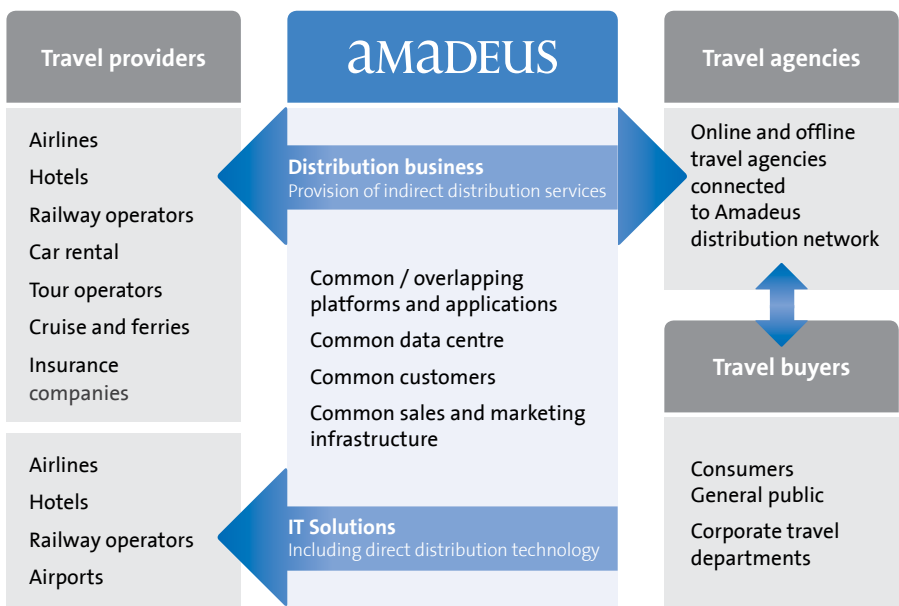 Travel providers
Airlines
Hotels
Railway operators
Car rental
Tour operators
Cruise and ferries
Insurance
companies
Airlines
Hotels
Railway operators
Airports
aMaDEUS
Distribution business
Provision of indirect distribution services
Common / overlapping
platforms and applications
Common data centre
Common customers
Common sales and marketing
infrastructure
IT Solutions
Including direct distribution technology
Travel agencies
Online and offline
travel agencies
connected
to Amadeus
distribution network
Travel buyers
Consumers
General public
Corporate travel
departments